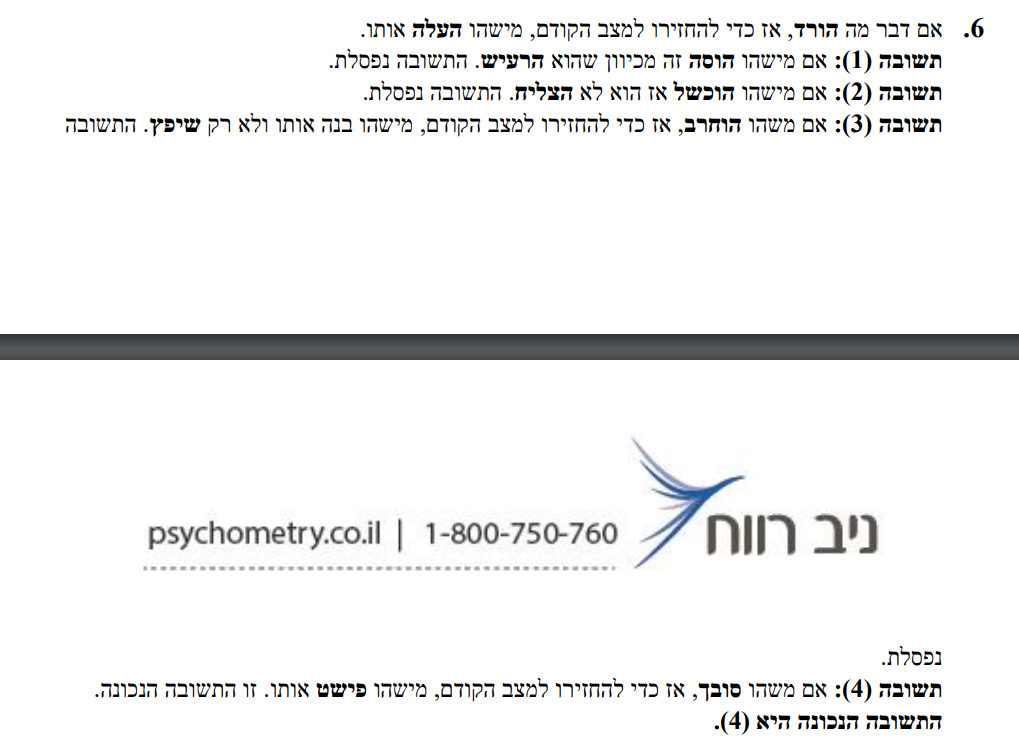 6. אם דבר מה הורד, אז כדי להחזירו למצב הקודם, מישהו העלה אותו.
תשובה (1): אם מישהו הוסה זה מכיוון שהוא הרעיש. התשובה נפסלת.
תשובה (2): אם מישהו הוכשל אז הוא לא הצליח. התשובה נפסלת.
תשובה (3): אם משהו הוחרב, אז כדי להחזירו למצב הקודם, מישהו בנה אותו ולא רק שיפץ. התשובה
ניב רווח 1-800-750-760 | psychometry.co.il
נפסלת.
תשובה (4): אם משהו סובך, אז כדי להחזירו למצב הקודם, מישהו פישט אותו. זו התשובה הנכונה.
התשובה הנכונה היא (4).